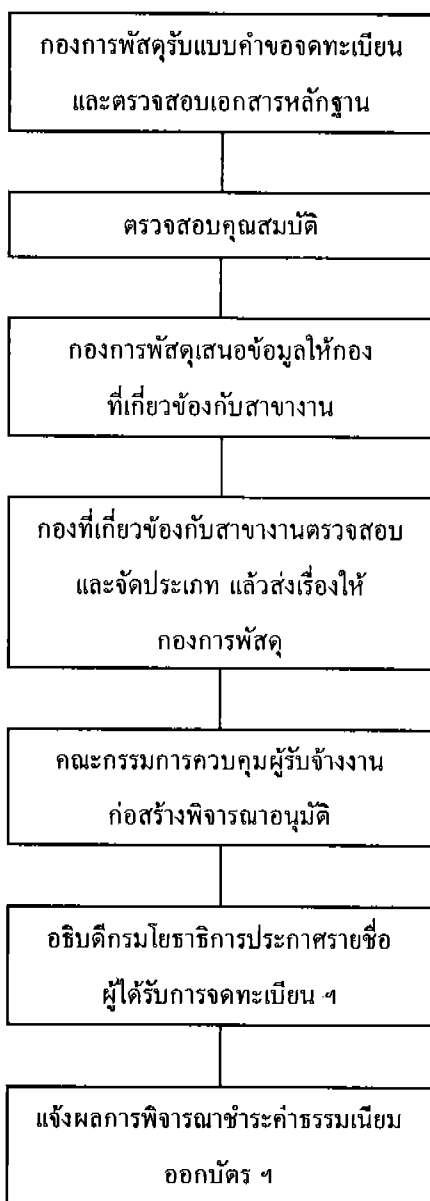 กองการพัสดุรับแบบคำขอจดทะเบียน
และตรวจสอบเอกสารหลักฐาน
ตรวจสอบคุณสมบัติ
กองการพัสดุเสนอข้อมูลให้กอง
ที่เกี่ยวข้องกับสาขางาน
กองที่เกี่ยวข้องกับสาขางานตรวจสอบ
และจัดประเภท แล้วส่งเรื่องให้
กองการพัสดุ
คณะกรรมการควบคุมผู้รับจ้างงาน
ก่อสร้างพิจารณาอนุมัติ
อธิบดีกรมโยธาธิการประกาศรายชื่อ
ผู้ได้รับการจดทะเบียน ฯ
แจ้งผลการพิจารณาชำระค่าธรรมเนียม
ออกบัตร ฯ